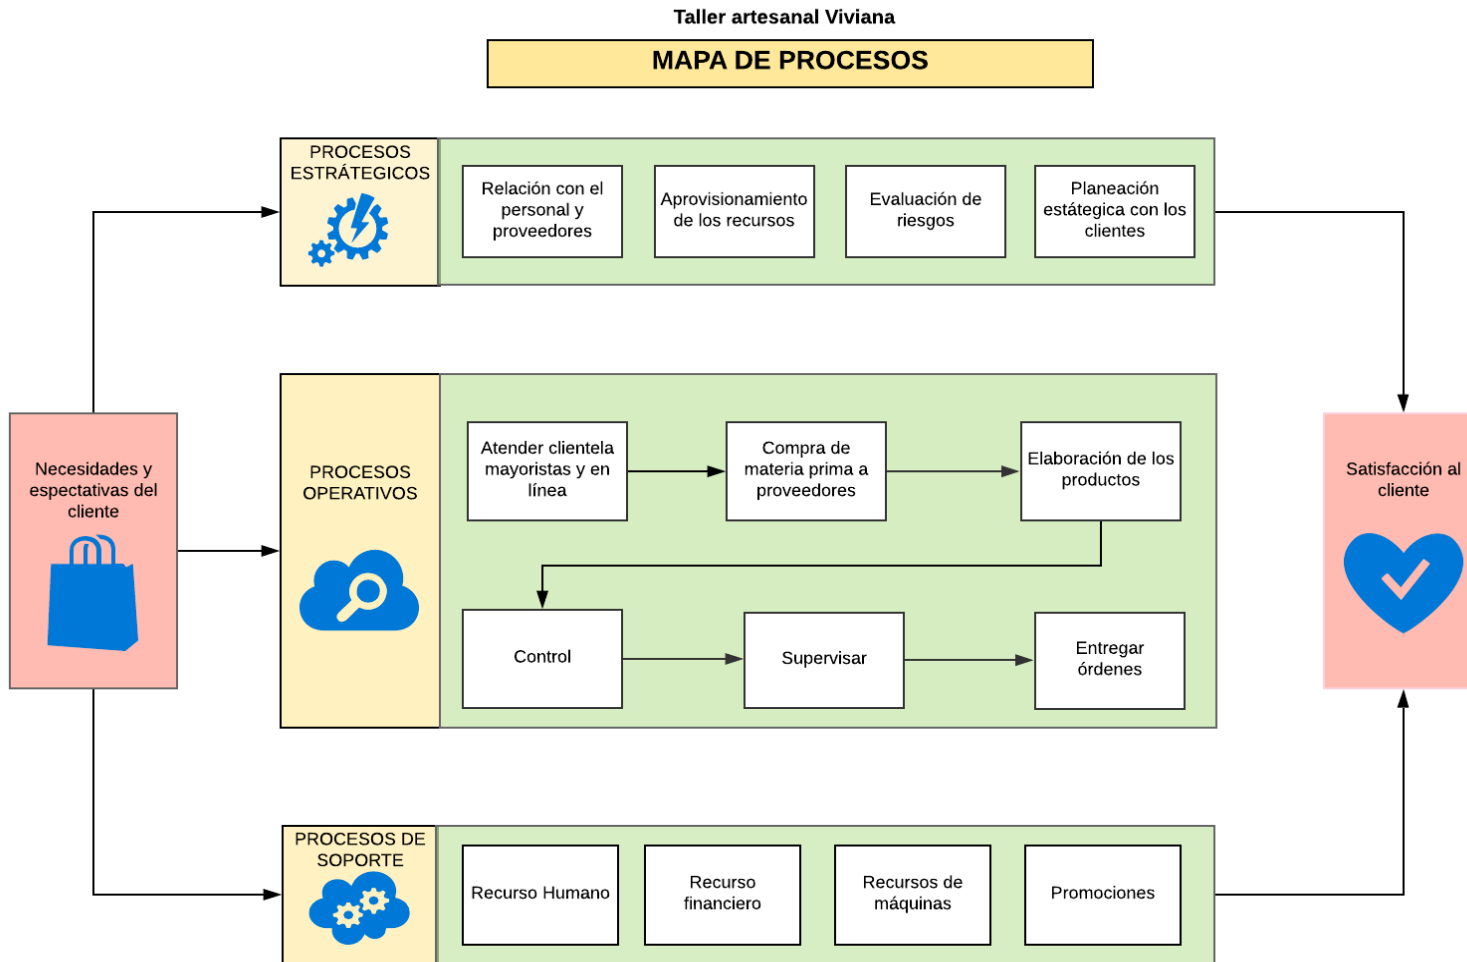 Taller artesanal Viviana
MAPA DE PROCESOS
PROCESOS
ESTRÁTEGICOS
Relación con el
personal y
proveedores
Aprovisionamiento
de los recursos
Evaluación de
riesgos
Planeación
estátegica con los
clientes
Necesidades y
espectativas del
cliente
PROCESOS
OPERATIVOS
Atender clientela
mayoristas y en
línea
Compra de
materia prima a
proveedores
Elaboración de los
productos
Control
Supervisar
Entregar
órdenes
Satisfacción al
cliente
PROCESOS DE
SOPORTE
Recurso Humano
Recurso
financiero
Recursos de
máquinas
Promociones